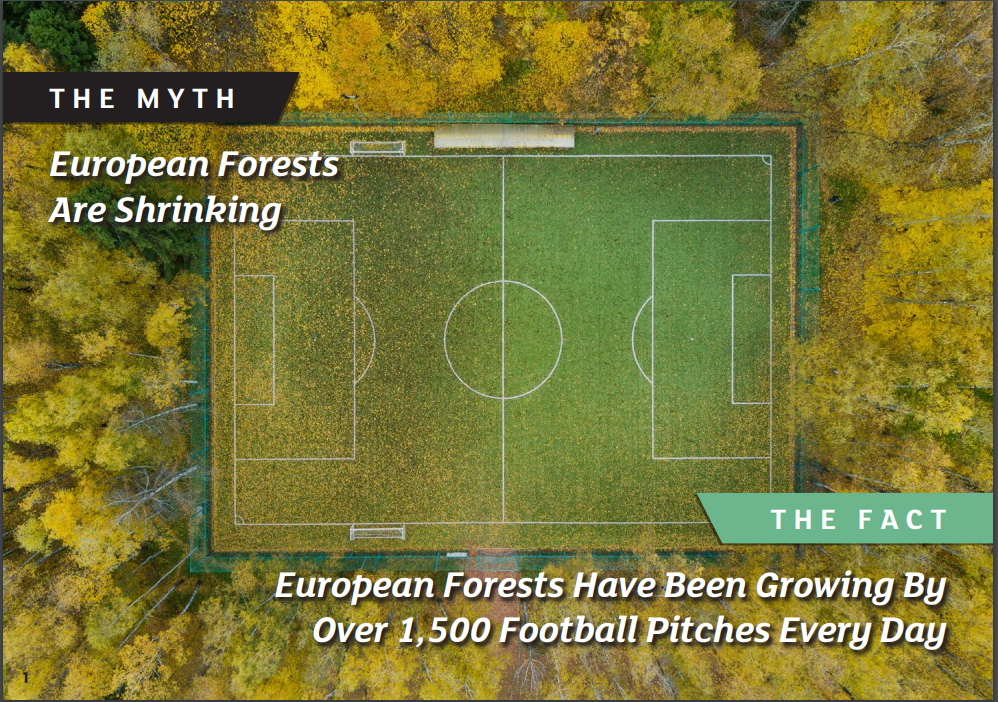 THE MYTH
European Forests
Are Shrinking
THE FACT
European Forests Have Been Growing By
Over 1,500 Football Pitches Every Day
1